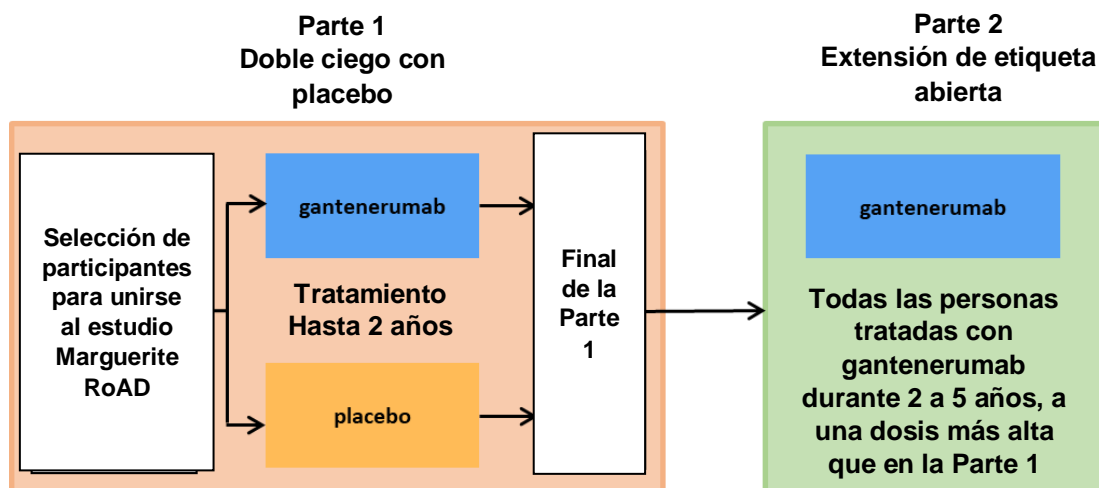 Parte 1
Doble ciego con
placebo
Parte 2
Extensión de etiqueta
abierta
Selección de
participantes
para unirse
al estudio
Marguerite
RoAD
gantenerumab
Tratamiento
Hasta 2 años
placebo
Final
de la
Parte
1
gantenerumab
Todas las personas
tratadas con
gantenerumab
durante 2 a 5 años, a
una dosis más alta
que en la Parte 1